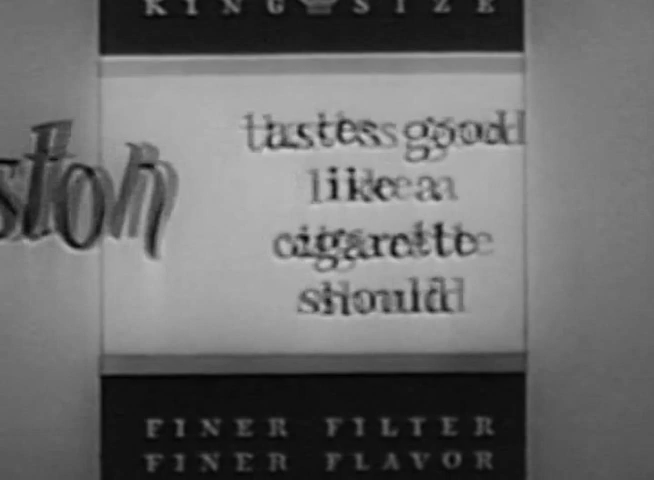 KING SIZE
ston
tastes good
like a
cigarette
should
FINER FILTER
FINER FLAVOR